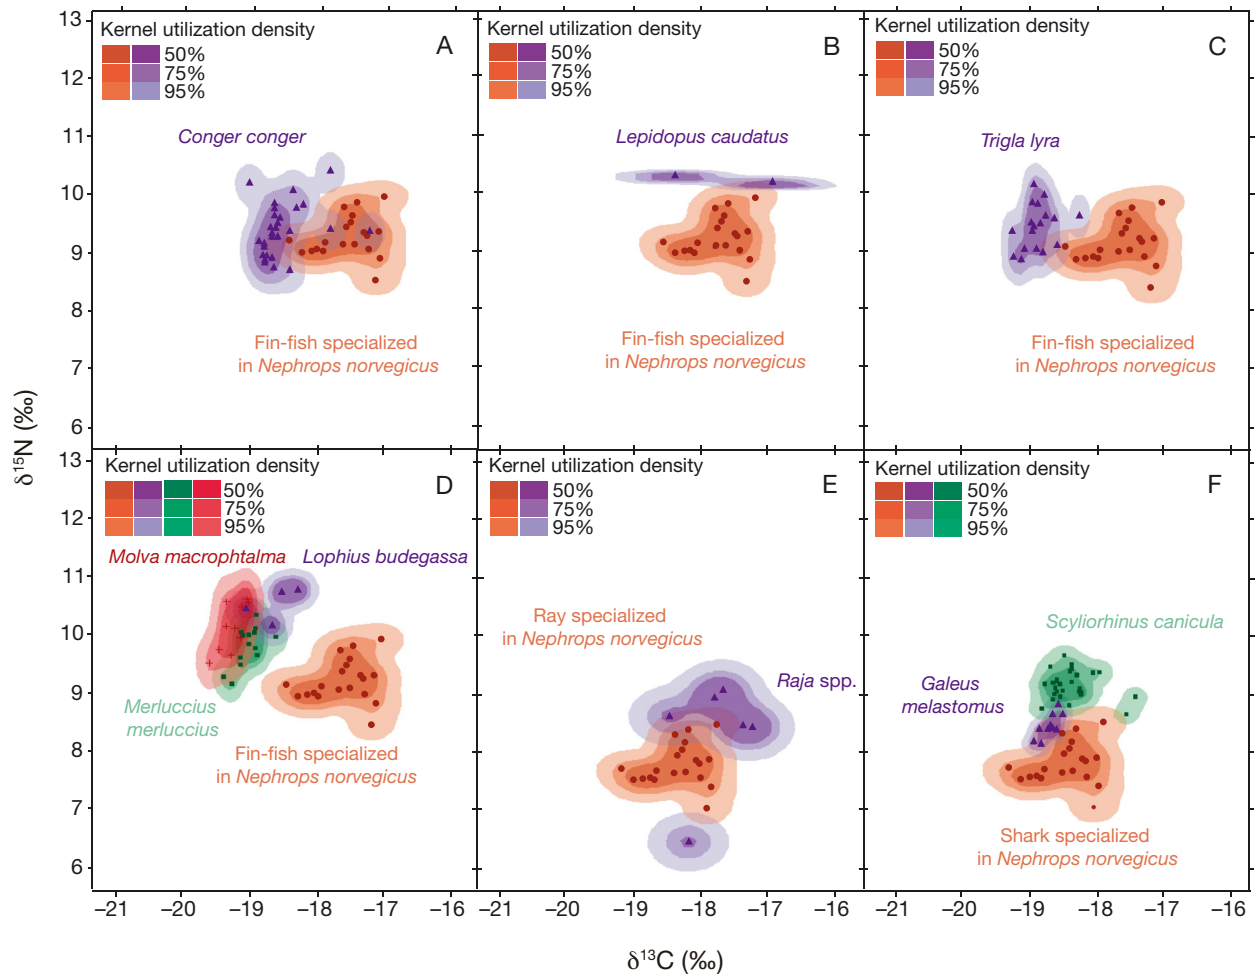 Kernel utilization density
50%
75%
95%
A
Conger conger
Fin-fish specialized
in Nephrops norvegicus
Kernel utilization density
50%
75%
95%
B
Lepidopus caudatus
Fin-fish specialized
in Nephrops norvegicus
Kernel utilization density
50%
75%
95%
C
Trigla lyra
Fin-fish specialized
in Nephrops norvegicus
13
12
11
10
9
8
7
6
δ15N (‰)
Kernel utilization density
50%
75%
95%
D
Molva macrophtalma
Lophius budegassa
Merluccius
merluccius
Fin-fish specialized
in Nephrops norvegicus
Kernel utilization density
50%
75%
95%
E
Ray specialized
in Nephrops norvegicus
Raja spp.
Kernel utilization density
50%
75%
95%
F
Scyliorhinus canicula
Galeus
melastomus
Shark specialized
in Nephrops norvegicus
13
12
11
10
9
8
7
6
–21 –20 –19 –18 –17 –16
–21 –20 –19 –18 –17 –16
–21 –20 –19 –18 –17 –16
δ13C (‰)